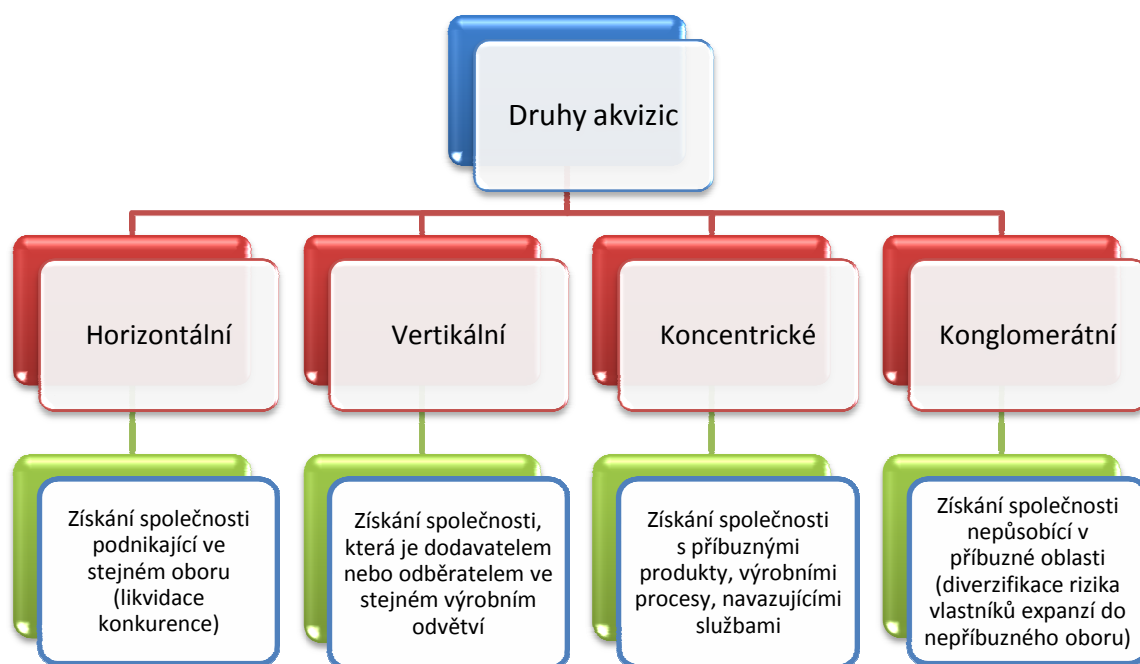 Druhy akvizic
Horizontální
Vertikální
Koncentrické
Konglomerátní
Získání společnosti
podnikající ve
stejném oboru
(likvidace
konkurence)
Získání společnosti,
která je dodavatelem
nebo odběratelem ve
stejném výrobním
odvětví
Získání společnosti
s příbuznými
produkty, výrobními
procesy, navazujícími
službami
Získání společnosti
nepůsobící v
příbuzné oblasti
(diverzifikace rizika
vlastníků expanzí do
nepříbuzného oboru)